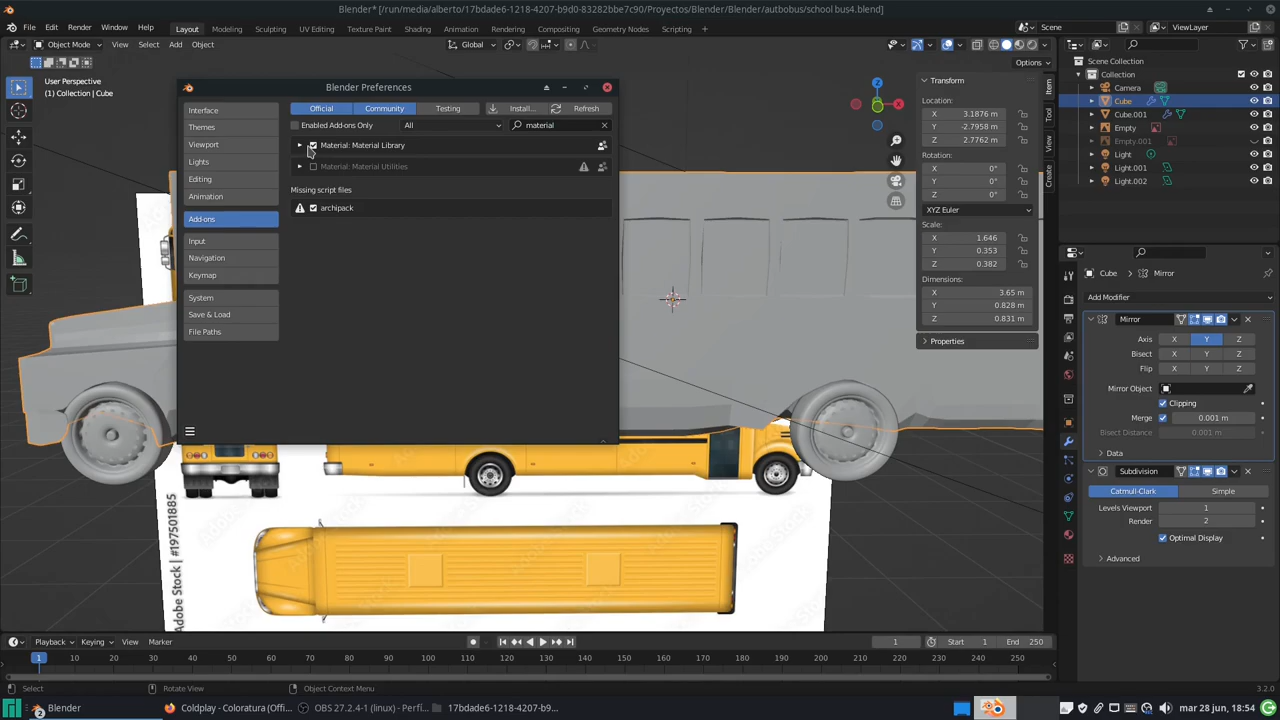 Blender* [/run/media/alberto/17bdade6-1218-4207-b9d0-83282bbe7c90/Proyectos/Blender/Blender/autbobus/school bus4.blend]
File Edit Render Window Help Layout Modeling Sculpting UV Editing Texture Paint Shading Animation Rendering Compositing Geometry Nodes Scripting Scene ViewLayer
Object Mode View Select Add Object Global
Options
User Perspective
(1) Collection | Cube
Blender Preferences
Interface
Themes
Viewport
Lights
Editing
Animation
Add-ons
Input
Navigation
Keymap
System
Save & Load
File Paths
Official Community Testing Install... Refresh
Enabled Add-ons Only All material
Material: Material Library
Material: Material Utilities
Missing script files
archipack
Z
X
Transform
Location:
X 3.1876 m
Y -2.7958 m
Z 2.7762 m
Rotation:
X 0°
Y 0°
Z 0°
XYZ Euler
Scale:
X 1.646
Y 0.353
Z 0.382
Dimensions:
X 3.65 m
Y 0.828 m
Z 0.831 m
Properties
Item
Tool
View
Create
Scene Collection
Collection
Camera
Cube
Cube.001
Empty
Empty.001
Light
Light.001
Light.002
Cube Mirror
Add Modifier
Mirror
Axis X Y Z
Bisect X Y Z
Flip X Y Z
Mirror Object
Clipping
Merge 0.001 m
Bisect Distance 0.001 m
Data
Subdivision
Catmull-Clark Simple
Levels Viewport 1
Render 2
Optimal Display
Advanced
Adobe Stock | #197501885
Playback Keying View Marker 1 Start 1 End 250
1 10 20 30 40 50 60 70 80 90 100 110 120 130 140 150 160 170 180 190 200 210 220 230 240 250
Select Rotate View Object Context Menu 3.2.0
2 Blender Coldplay - Coloratura (Offi... OBS 27.2.4-1 (linux) - Perfi... 17bdade6-1218-4207-b9... mar 28 jun, 18:54